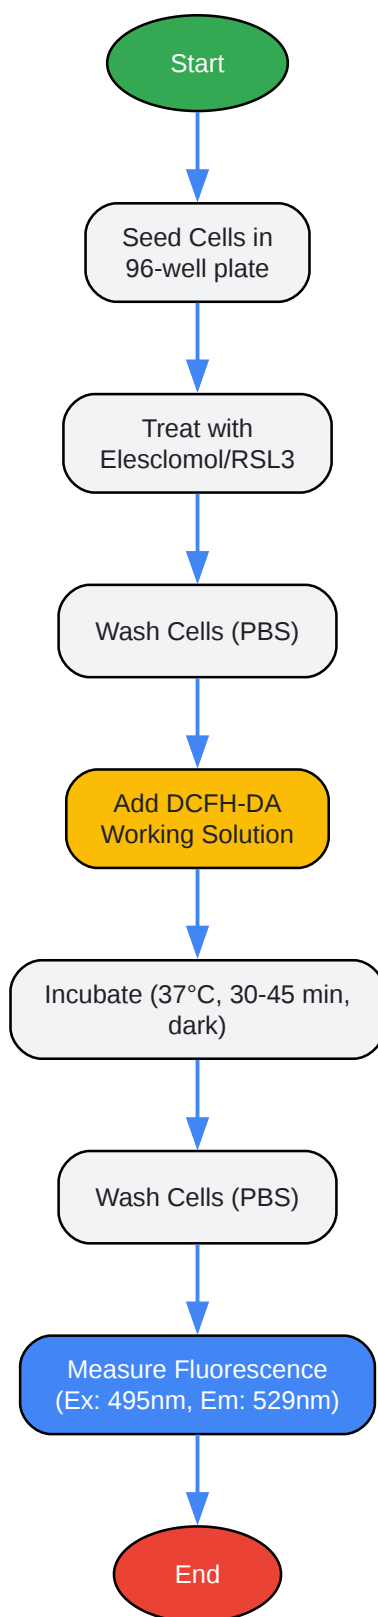 Start
Seed Cells in
96-well plate
Treat with
Elesclomol/RSL3
Wash Cells (PBS)
Add DCFH-DA
Working Solution
Incubate (37°C, 30-45 min,
dark)
Wash Cells (PBS)
Measure Fluorescence
(Ex: 495nm, Em: 529nm)
End